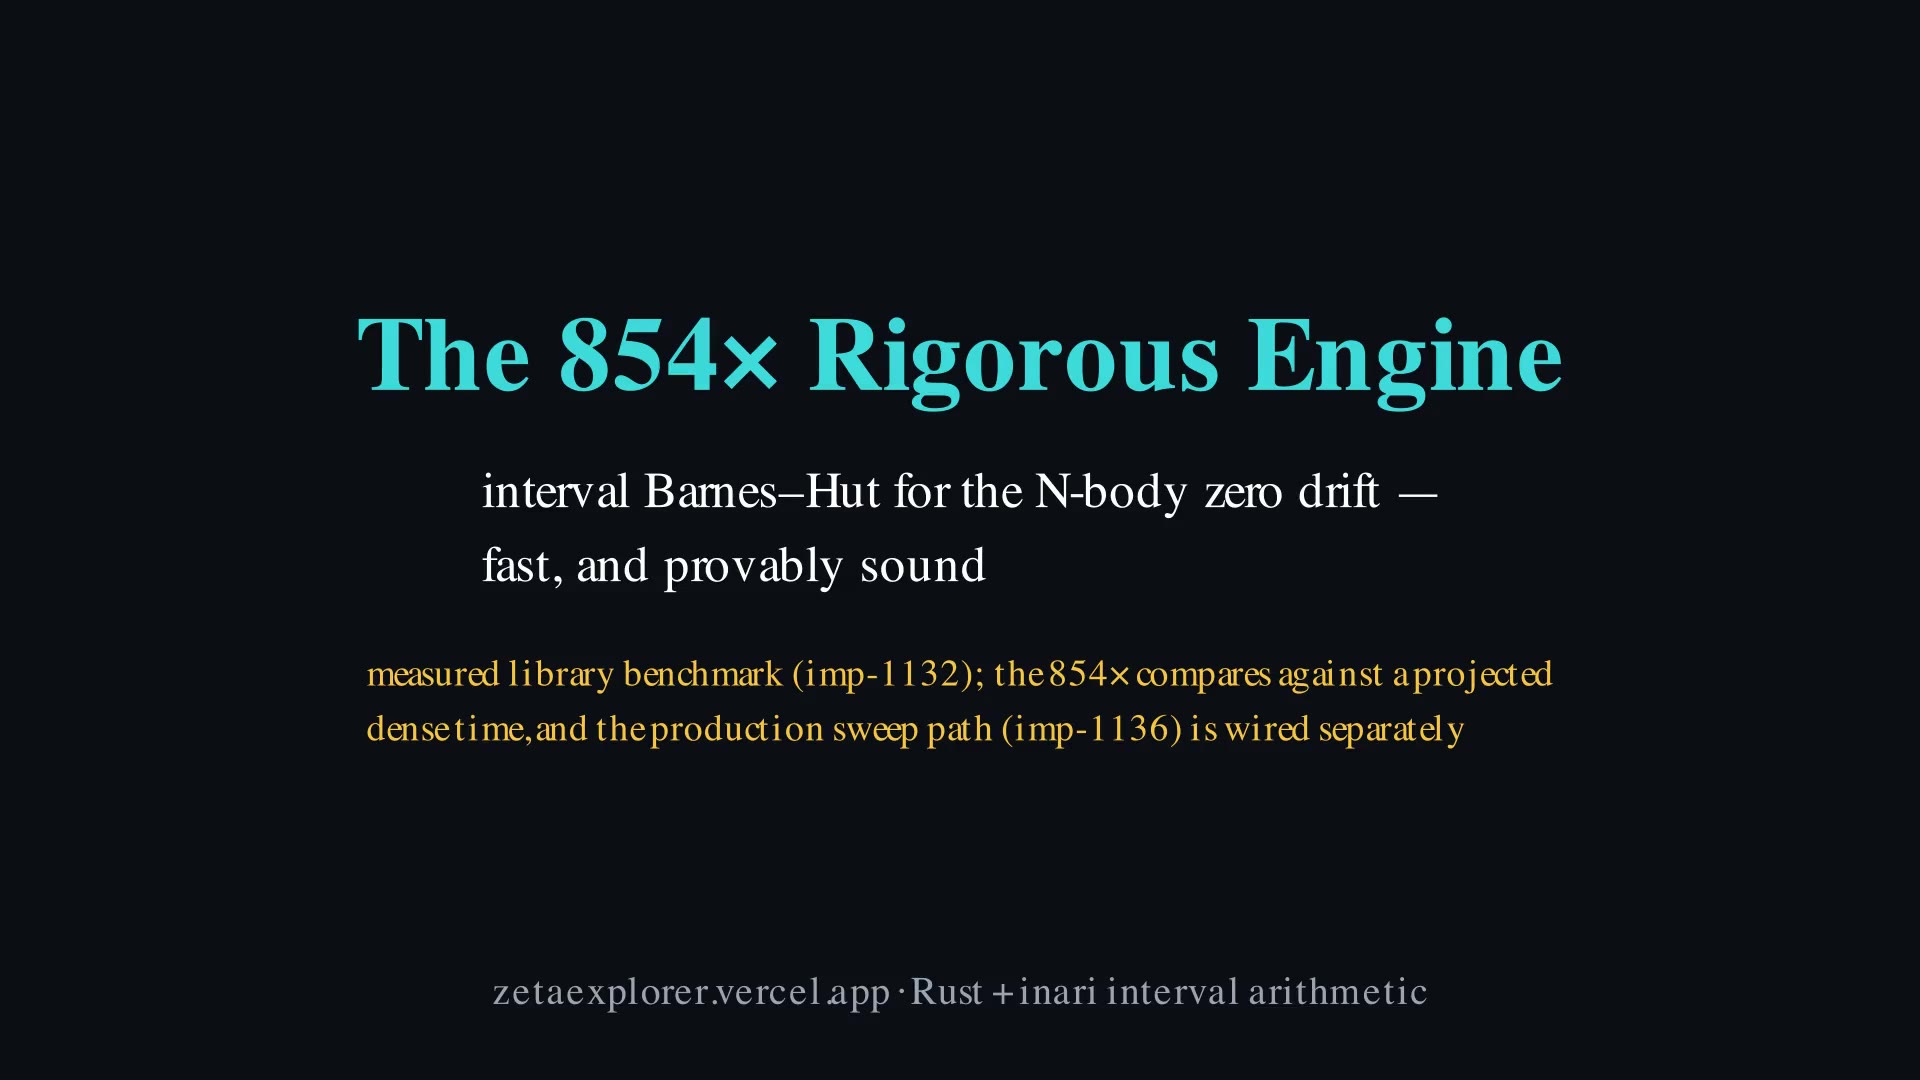 The 854× Rigorous Engine
interval Barnes–Hut for the N-body zero drift —
fast, and provably sound
measured library benchmark (imp-1132); the 854× compares against a projected
dense time, and the production sweep path (imp-1136) is wired separately
zetaexplorer.vercel.app · Rust + inari interval arithmetic